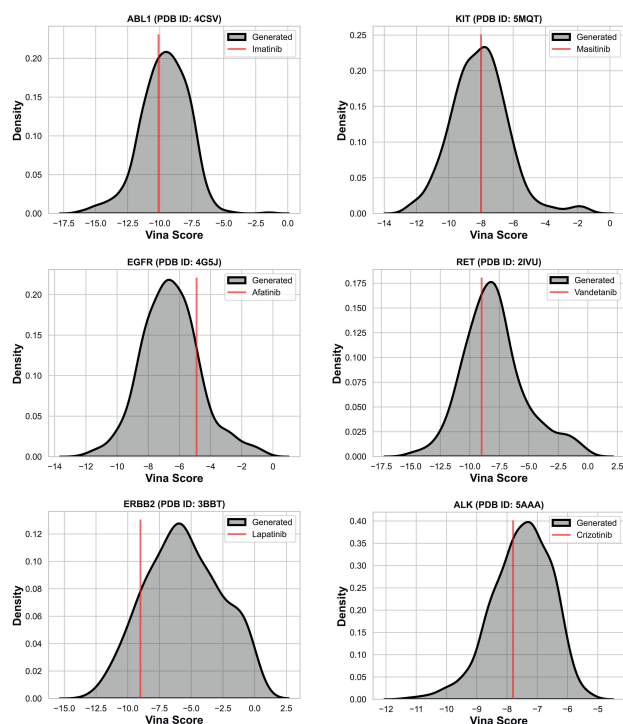 ABL1 (PDB ID: 4CSV)
Generated
Imatinib
0.20
0.15
0.10
0.05
0.00
Density
−17.5 −15.0 −12.5 −10.0 −7.5 −5.0 −2.5 0.0
Vina Score
KIT (PDB ID: 5MQT)
Generated
Masitinib
0.25
0.20
0.15
0.10
0.05
0.00
Density
−14 −12 −10 −8 −6 −4 −2 0
Vina Score
EGFR (PDB ID: 4G5J)
Generated
Afatinib
0.20
0.15
0.10
0.05
0.00
Density
−14 −12 −10 −8 −6 −4 −2 0
Vina Score
RET (PDB ID: 2IVU)
Generated
Vandetanib
0.175
0.150
0.125
0.100
0.075
0.050
0.025
0.000
Density
−17.5 −15.0 −12.5 −10.0 −7.5 −5.0 −2.5 0.0 2.5
Vina Score
ERBB2 (PDB ID: 3BBT)
Generated
Lapatinib
0.12
0.10
0.08
0.06
0.04
0.02
0.00
Density
−15.0 −12.5 −10.0 −7.5 −5.0 −2.5 0.0 2.5
Vina Score
ALK (PDB ID: 5AAA)
Generated
Crizotinib
0.40
0.35
0.30
0.25
0.20
0.15
0.10
0.05
0.00
Density
−12 −11 −10 −9 −8 −7 −6 −5
Vina Score